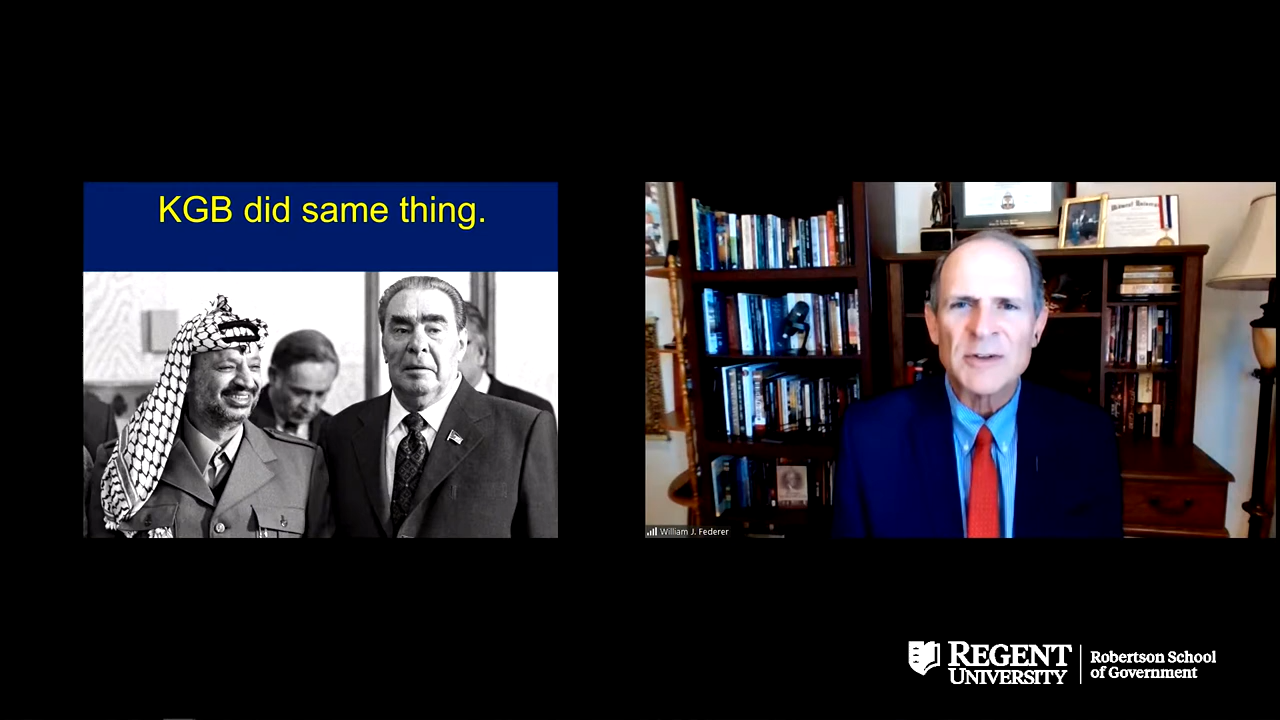 KGB did same thing.
William J. Federer
REGENT
UNIVERSITY
Robertson School
of Government